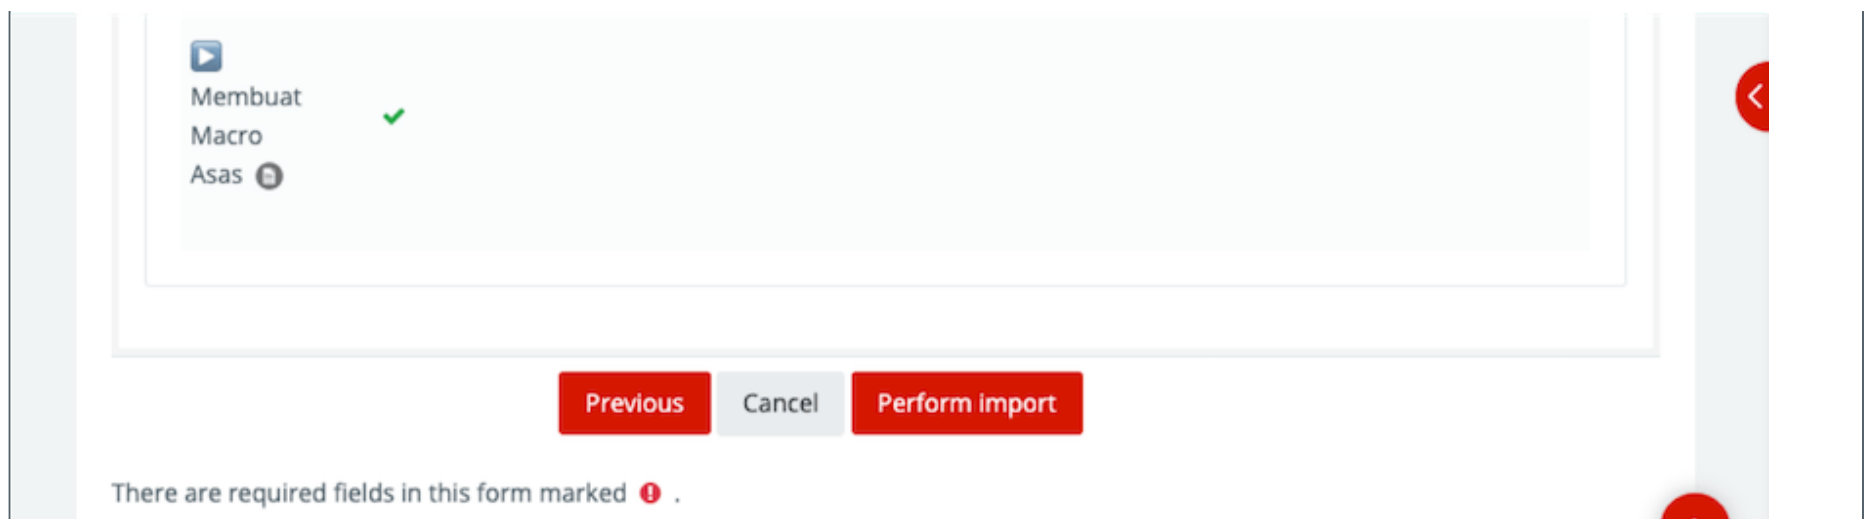 Membuat
Macro
Asas
Previous Cancel Perform import
There are required fields in this form marked .